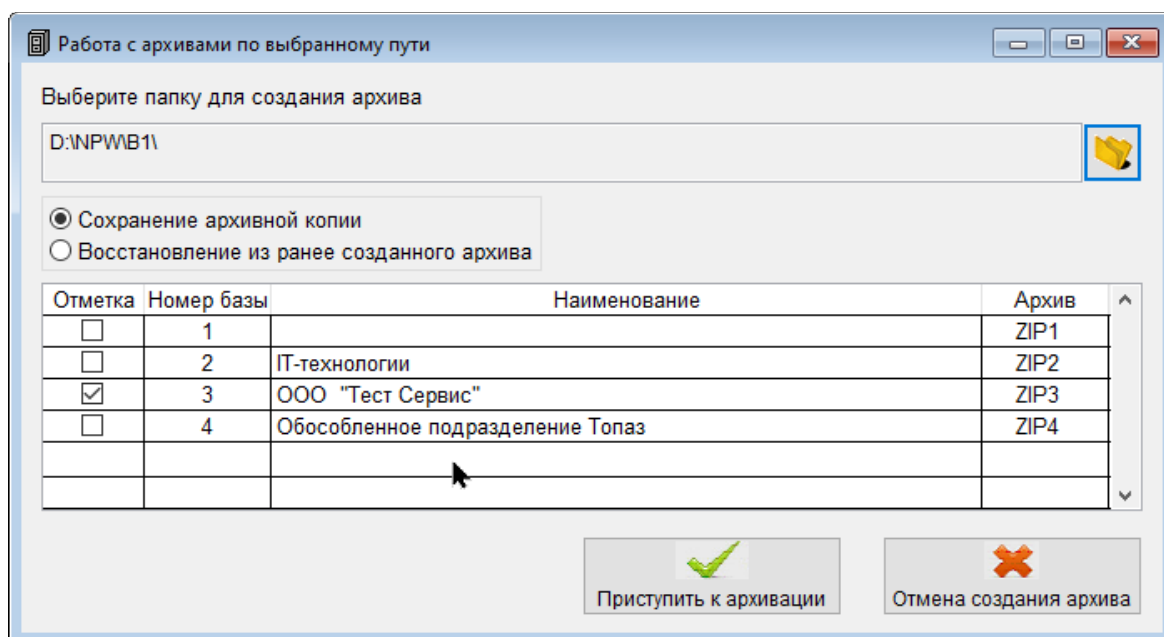 Работа с архивами по выбранному пути
Выберите папку для создания архива
D:\NPW\B1\
Сохранение архивной копии
Восстановление из ранее созданного архива
Отметка Номер базы Наименование Архив
1 ZIP1
2 IT-технологии ZIP2
3 ООО "Тест Сервис" ZIP3
4 Обособленное подразделение Топаз ZIP4
Приступить к архивации Отмена создания архива